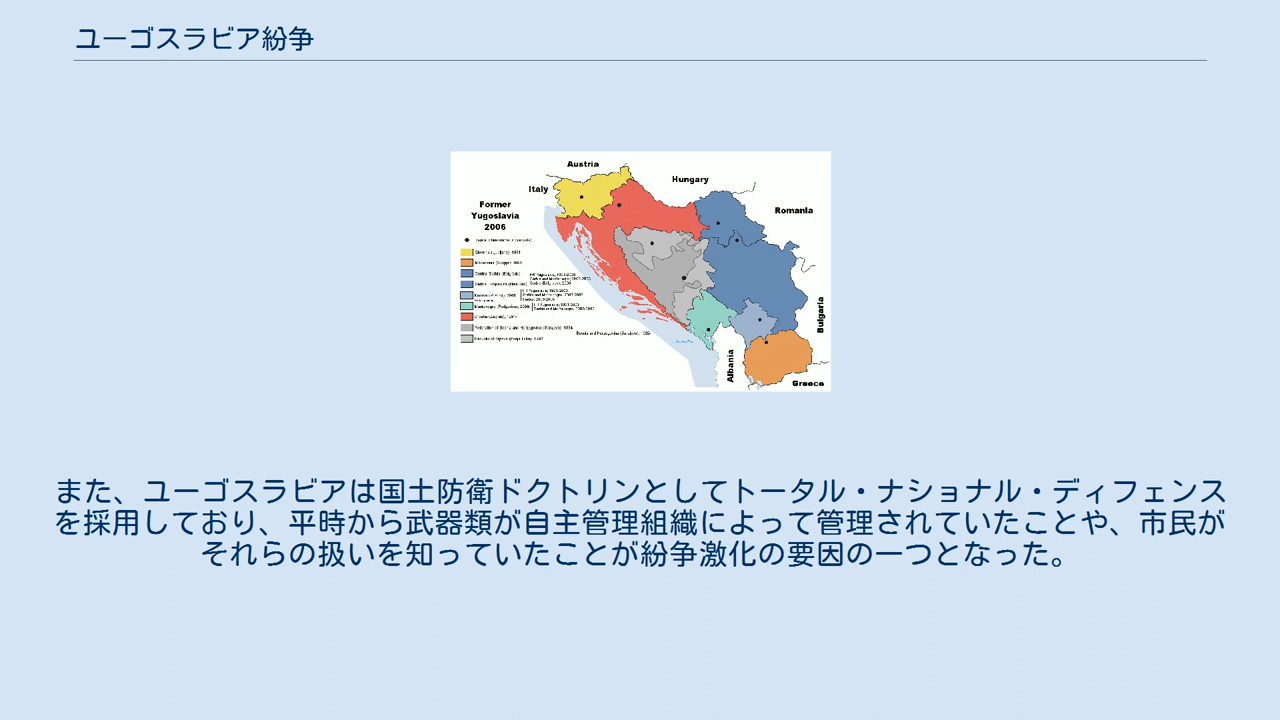 ユーゴスラビア紛争
Austria
Italy
Hungary
Romania
Former
Yugoslavia
2006
Bulgaria
Albania
Greece
また、ユーゴスラビアは国土防衛ドクトリンとしてトータル・ナショナル・ディフェンス
を採用しており、平時から武器類が自主管理組織によって管理されていたことや、市民が
それらの扱いを知っていたことが紛争激化の要因の一つとなった。